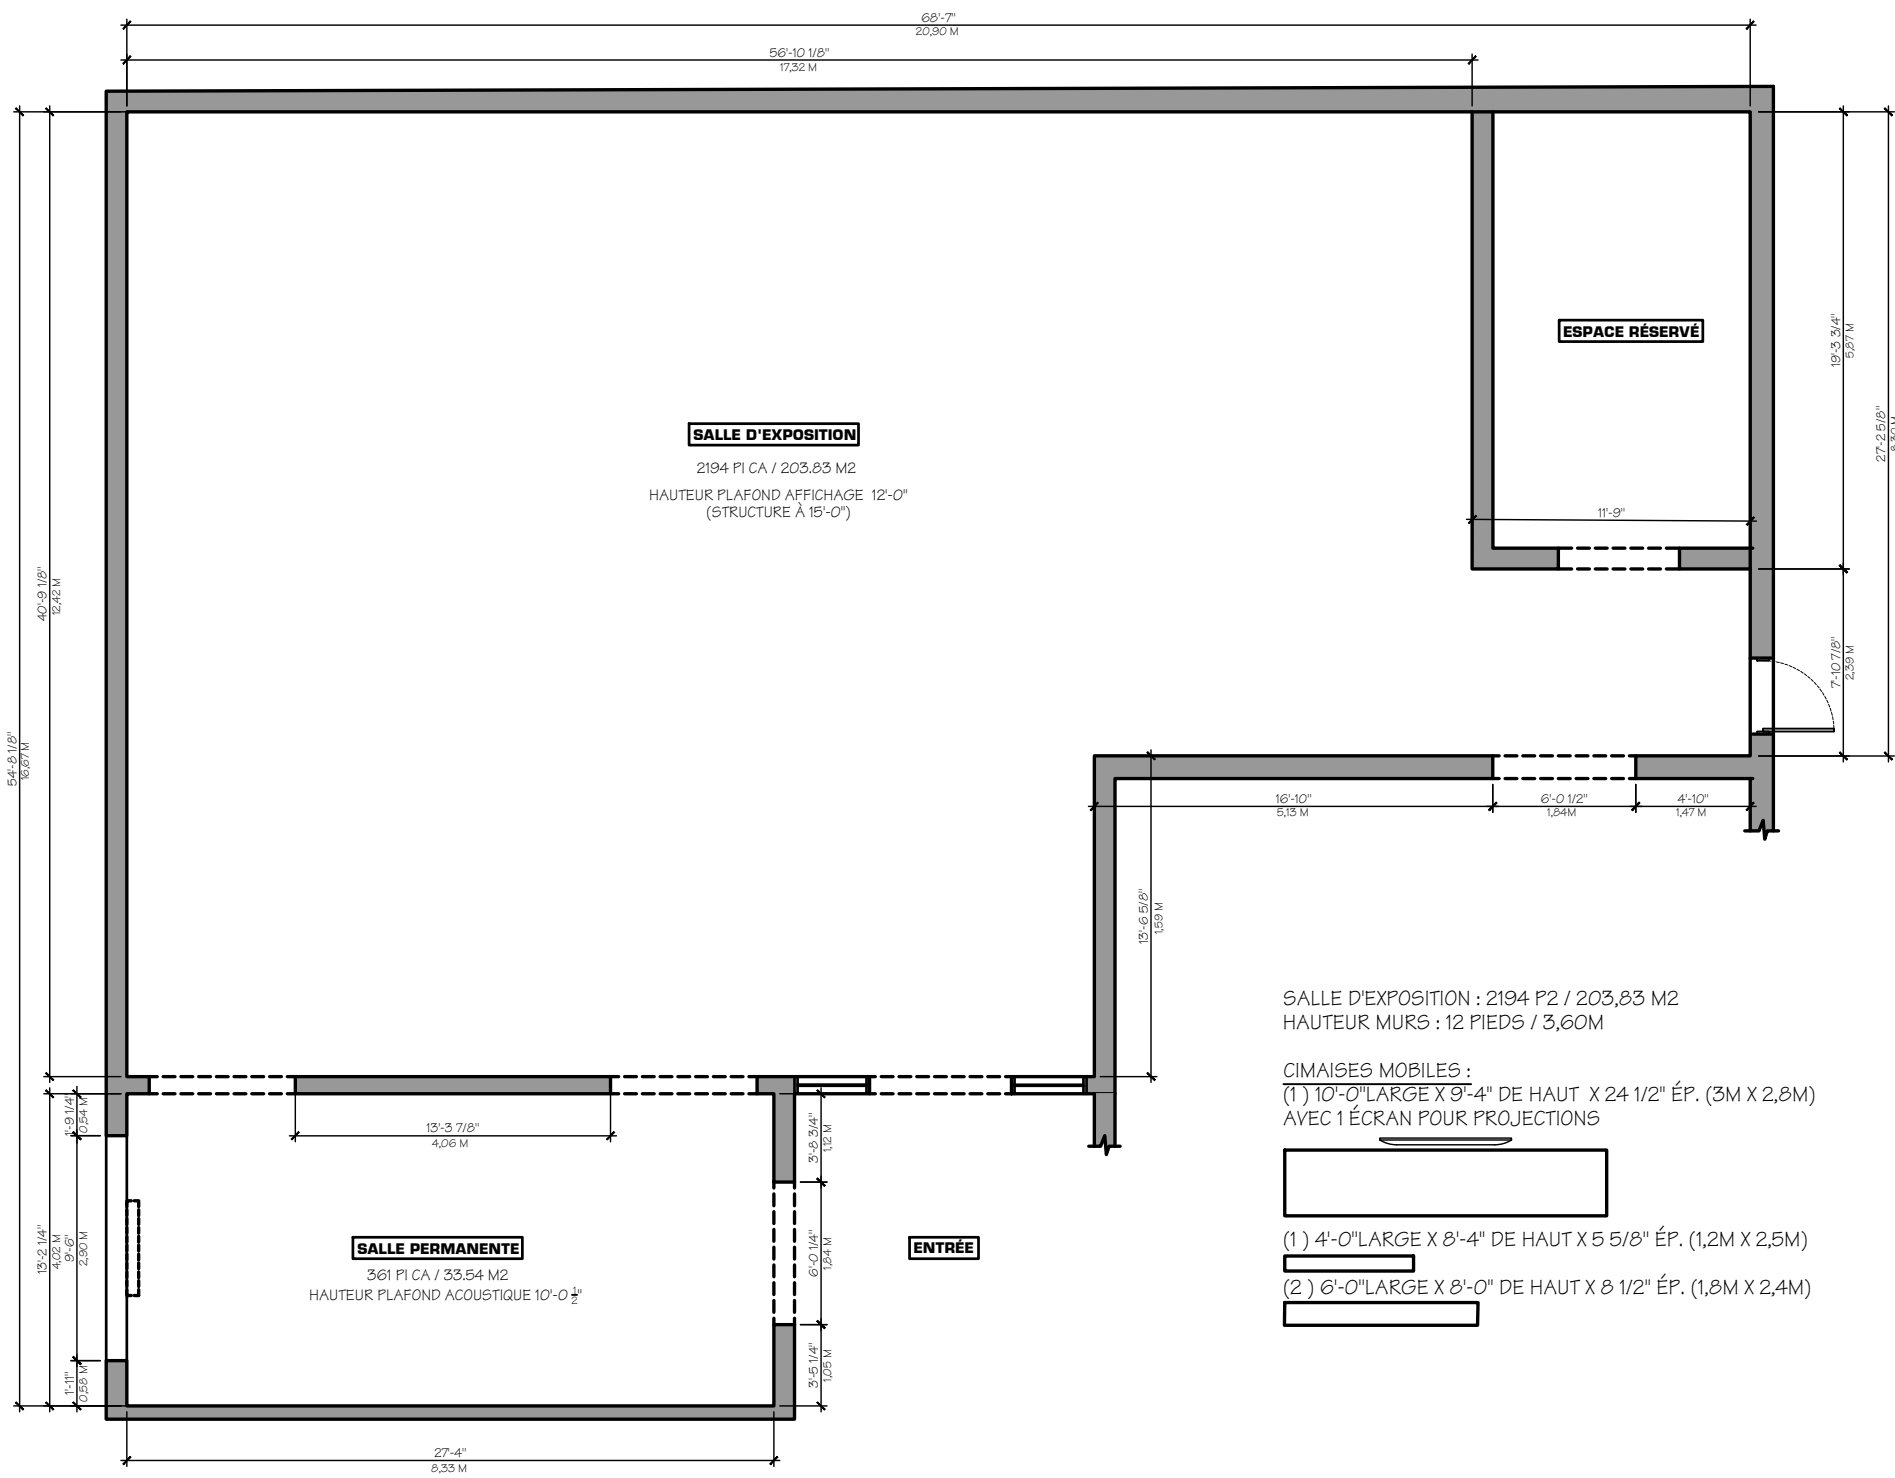 68'-7"
20,90 M
56'-10 1/8"
17,32 M
ESPACE RÉSERVÉ
19'-3 3/4"
5,87 M
27'-2 5/8"
SALLE D'EXPOSITION
2194 PI CA / 203.83 M2
HAUTEUR PLAFOND AFFICHAGE 12'-0"
(STRUCTURE À 15'-0")
11'-9"
40'-9 1/8"
12,42 M
7'-10 7/8"
2,39 M
54'-8 1/8"
16,67 M
16'-10"
5,13 M
6'-0 1/2"
1,84M
4'-10"
1,47 M
13'-6 5/8"
1,59 M
SALLE D'EXPOSITION : 2194 P2 / 203,83 M2
HAUTEUR MURS : 12 PIEDS / 3,60M
CIMAISES MOBILES :
(1 ) 10'-0"LARGE X 9'-4" DE HAUT X 24 1/2" ÉP. (3M X 2,8M)
AVEC 1 ÉCRAN POUR PROJECTIONS
(1 ) 4'-0"LARGE X 8'-4" DE HAUT X 5 5/8" ÉP. (1,2M X 2,5M)
(2 ) 6'-0"LARGE X 8'-0" DE HAUT X 8 1/2" ÉP. (1,8M X 2,4M)
1'-9 1/4"
0,54 M
13'-3 7/8"
4,06 M
3'-8 3/4"
1,12 M
13'-2 1/4"
4,02 M
9'-6"
2,90 M
SALLE PERMANENTE
361 PI CA / 33.54 M2
HAUTEUR PLAFOND ACOUSTIQUE 10'-0 ½"
6'-0 1/4"
1,84 M
ENTRÉE
1'-11"
0,58 M
3'-5 1/4"
1,05 M
27'-4"
8,33 M